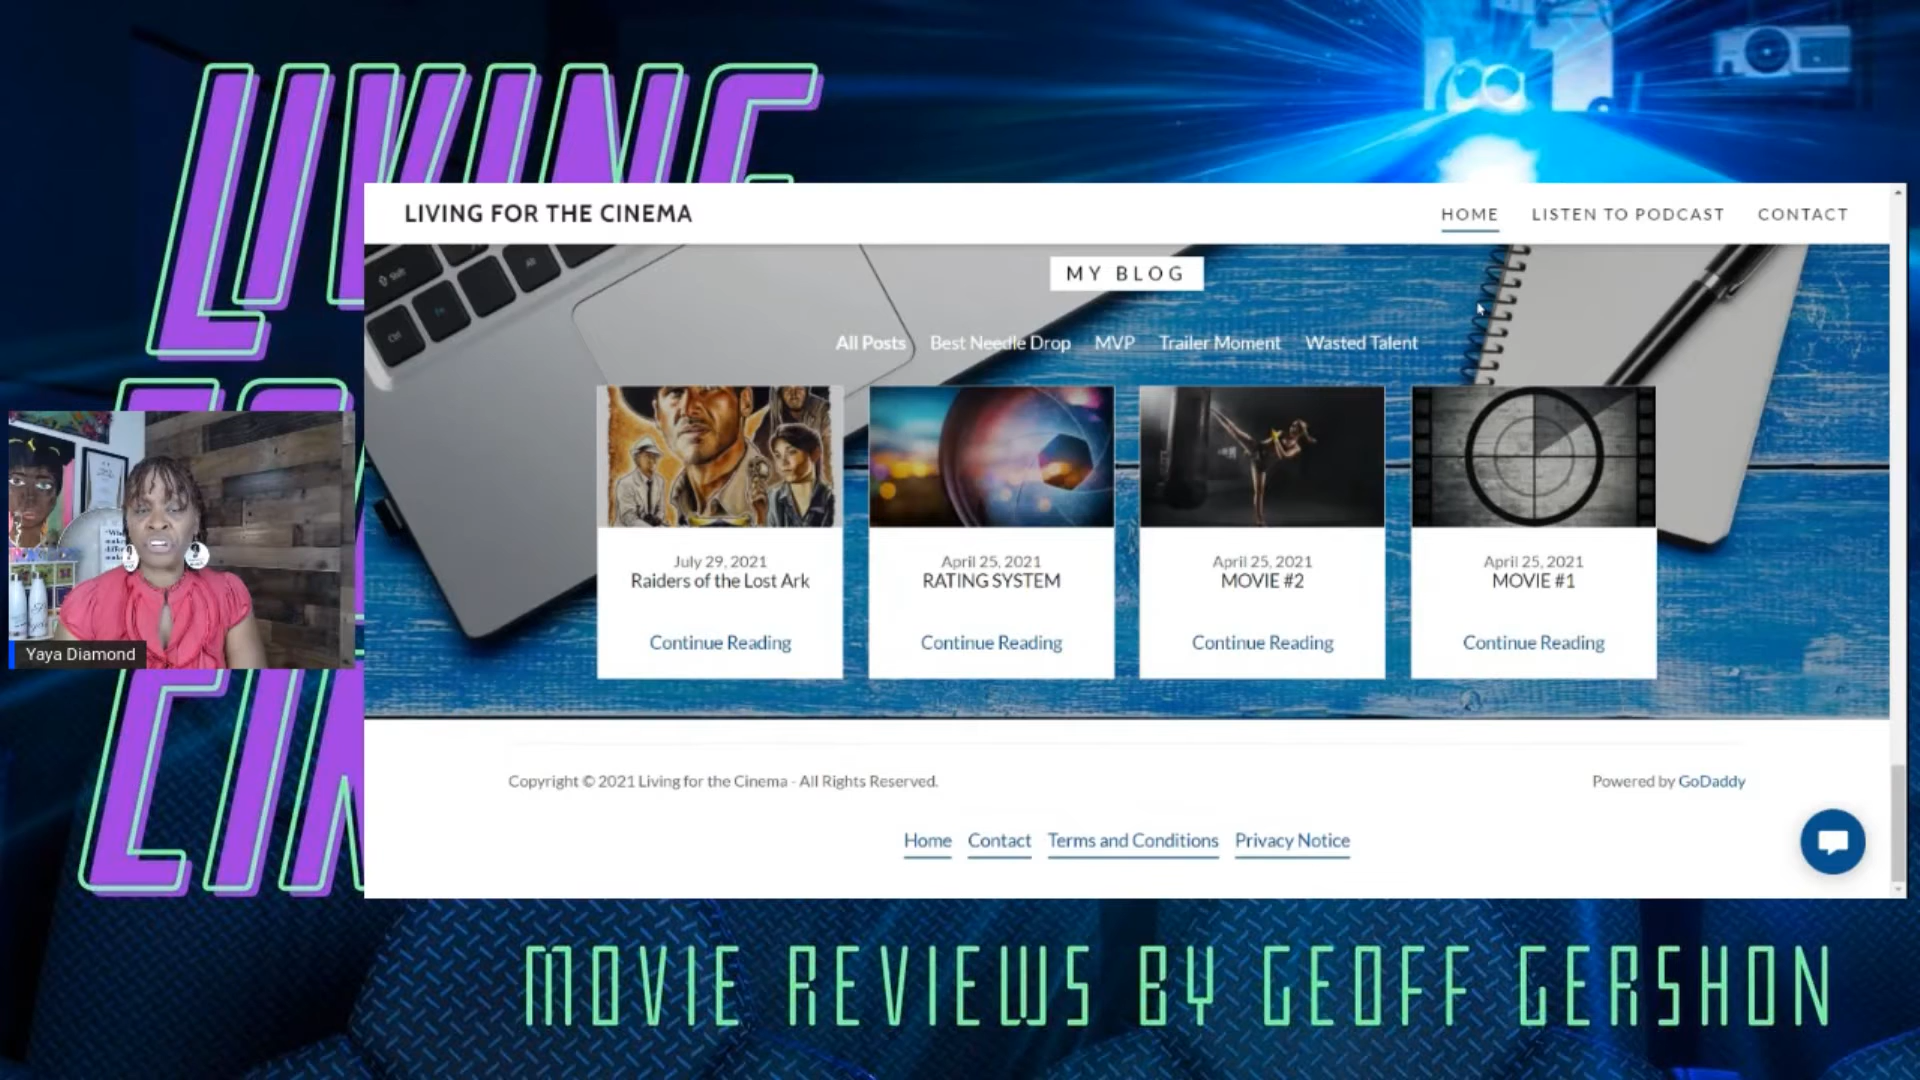 LIVING
LIVING FOR THE CINEMA
HOME
LISTEN TO PODCAST
CONTACT
MY BLOG
All Posts
Best Needle Drop
MVP
Trailer Moment
Wasted Talent
July 29, 2021
Raiders of the Lost Ark
Continue Reading
April 25, 2021
RATING SYSTEM
Continue Reading
April 25, 2021
MOVIE #2
Continue Reading
April 25, 2021
MOVIE #1
Continue Reading
Yaya Diamond
Copyright © 2021 Living for the Cinema - All Rights Reserved.
Powered by GoDaddy
Home
Contact
Terms and Conditions
Privacy Notice
MOVIE REVIEWS BY GEOFF GERSHON